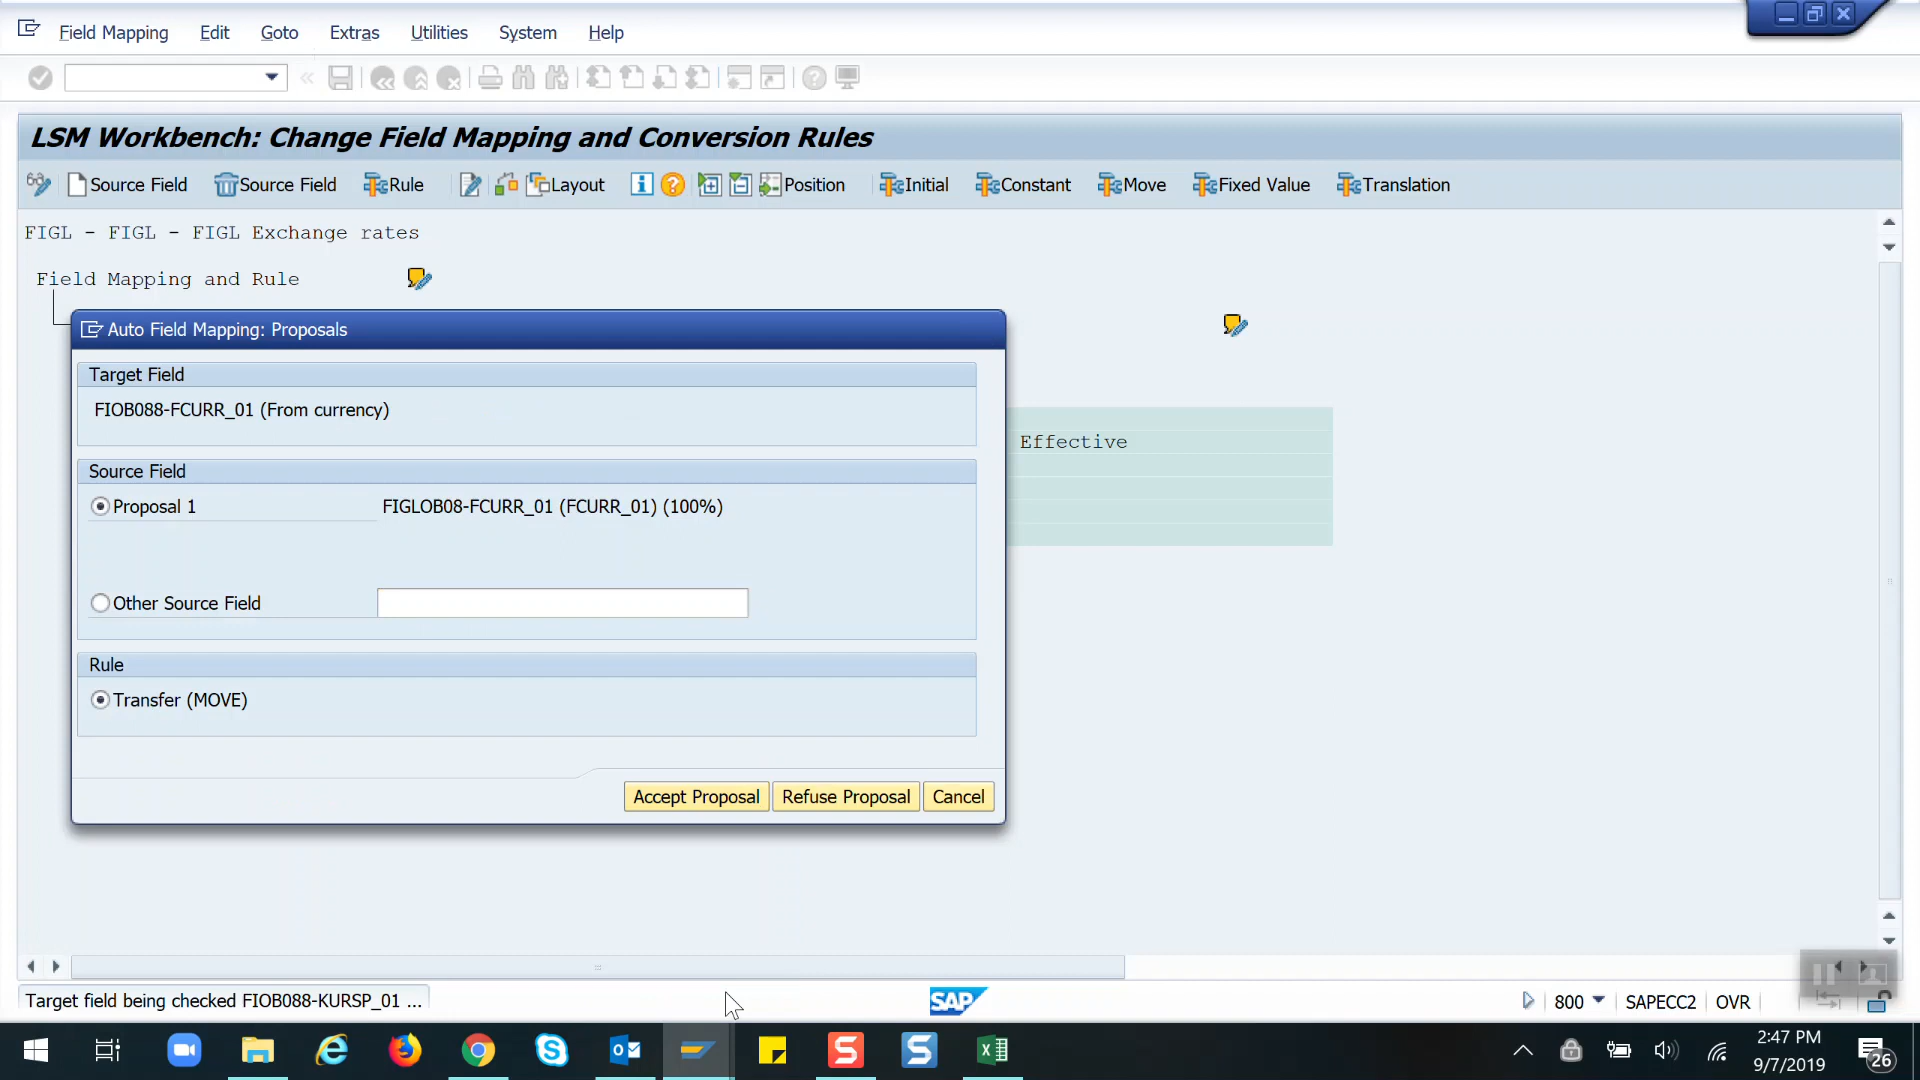 Field Mapping Edit Goto Extras Utilities System Help
LSM Workbench: Change Field Mapping and Conversion Rules
Source Field Source Field Rule Layout Position Initial Constant Move Fixed Value Translation
FIGL - FIGL - FIGL Exchange rates
Field Mapping and Rule
Auto Field Mapping: Proposals
Target Field
FIOB088-FCURR_01 (From currency)
Effective
Source Field
Proposal 1 FIGLOB08-FCURR_01 (FCURR_01) (100%)
Other Source Field
Rule
Transfer (MOVE)
Accept Proposal Refuse Proposal Cancel
Target field being checked FIOB088-KURSP_01 ...
SAP
800 SAPECC2 OVR
2:47 PM
9/7/2019
26